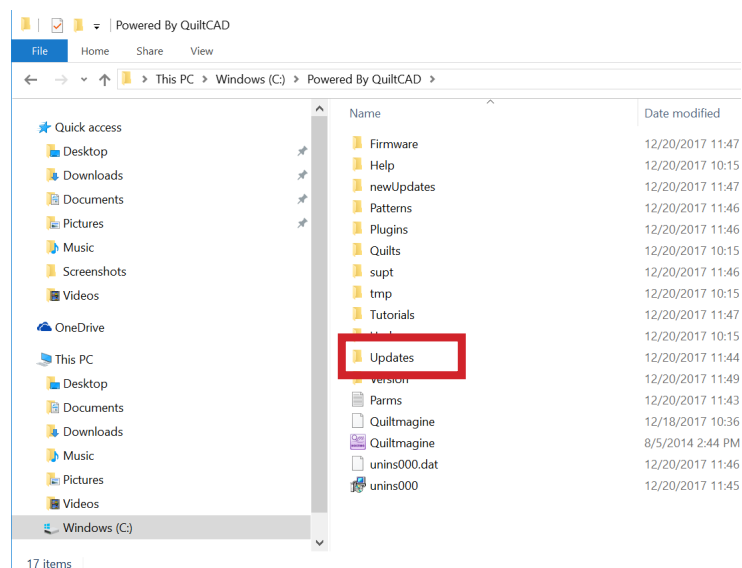 Powered By QuiltCAD
File Home Share View
This PC Windows (C:) Powered By QuiltCAD
Name Date modified
Quick access
Desktop
Downloads
Documents
Pictures
Music
Screenshots
Videos
OneDrive
This PC
Desktop
Documents
Downloads
Music
Pictures
Videos
Windows (C:)
Firmware 12/20/2017 11:47
Help 12/20/2017 10:15
newUpdates 12/20/2017 11:47
Patterns 12/20/2017 11:46
Plugins 12/20/2017 11:46
Quilts 12/20/2017 10:15
supt 12/20/2017 11:46
tmp 12/20/2017 10:15
Tutorials 12/20/2017 11:47
12/20/2017 10:15
Updates 12/20/2017 11:44
Version 12/20/2017 11:49
Parms 12/20/2017 11:43
Quiltmagine 12/18/2017 10:36
Quiltmagine 8/5/2014 2:44 PM
unins000.dat 12/20/2017 11:46
unins000 12/20/2017 11:45
17 items